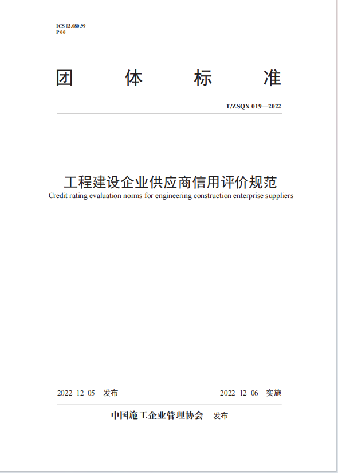 团 体 标 准
2022
工程建设企业供应商信用评价规范
Credit rating evaluation norms for engineering construction enterprise suppliers
2022-12-05 发布 2022-12-06 实施
中国施工企业管理协会 发布